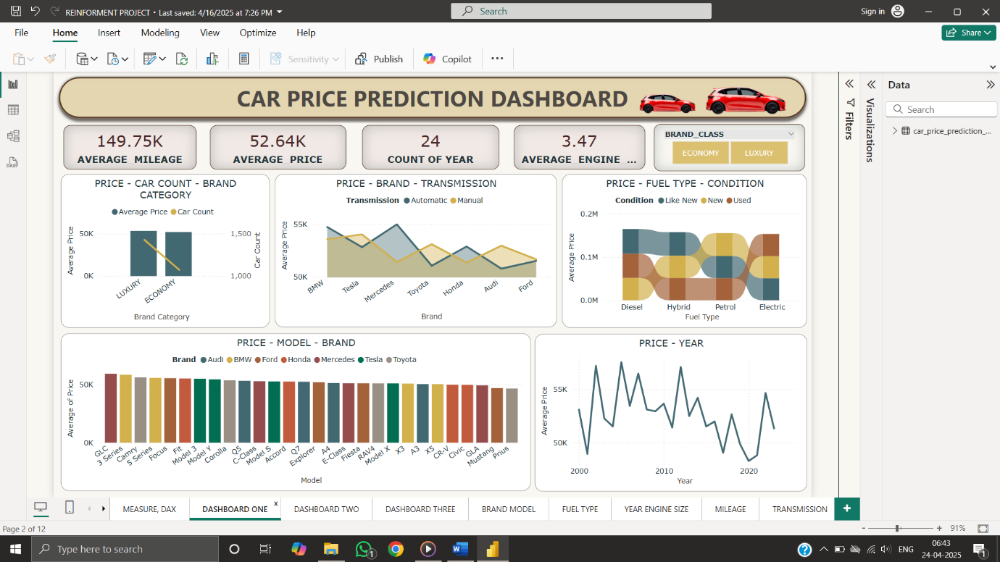 REINFORMENT PROJECT • Last saved: 4/16/2025 at 7:26 PM
Search
Sign in
File Home Insert Modeling View Optimize Help
Share
Sensitivity
Publish
Copilot
CAR PRICE PREDICTION DASHBOARD
149.75K
AVERAGE MILEAGE
52.64K
AVERAGE PRICE
24
COUNT OF YEAR
3.47
AVERAGE ENGINE ...
BRAND_CLASS
ECONOMY
LUXURY
PRICE - CAR COUNT - BRAND
CATEGORY
Average Price Car Count
Average Price
50K
0K
1,500
1,000
Car Count
LUXURY
ECONOMY
Brand Category
PRICE - BRAND - TRANSMISSION
Transmission Automatic Manual
Average Price
55K
50K
BMW
Tesla
Mercedes
Toyota
Honda
Audi
Ford
Brand
PRICE - FUEL TYPE - CONDITION
Condition Like New New Used
Average Price
0.2M
0.1M
0.0M
Diesel Hybrid Petrol Electric
Fuel Type
PRICE - MODEL - BRAND
Brand Audi BMW Ford Honda Mercedes Tesla Toyota
Average of Price
50K
0K
GLC
3 Series
Camry
5 Series
Focus
Fit
Model 3
Model Y
Corolla
Q5
C-Class
Model S
Accord
Q7
Explorer
A4
E-Class
Fiesta
RAV4
Model X
X3
A3
X5
CR-V
Civic
GLA
Mustang
Prius
Model
PRICE - YEAR
Average Price
55K
50K
2000 2010 2020
Year
Filters
Visualizations
Data
Search
car_price_prediction_...
MEASURE, DAX
DASHBOARD ONE
x
DASHBOARD TWO
DASHBOARD THREE
BRAND MODEL
FUEL TYPE
YEAR ENGINE SIZE
MILEAGE
TRANSMISSION
+
Page 2 of 12
- + 91%
Type here to search
1
ENG
06:43
24-04-2025
1